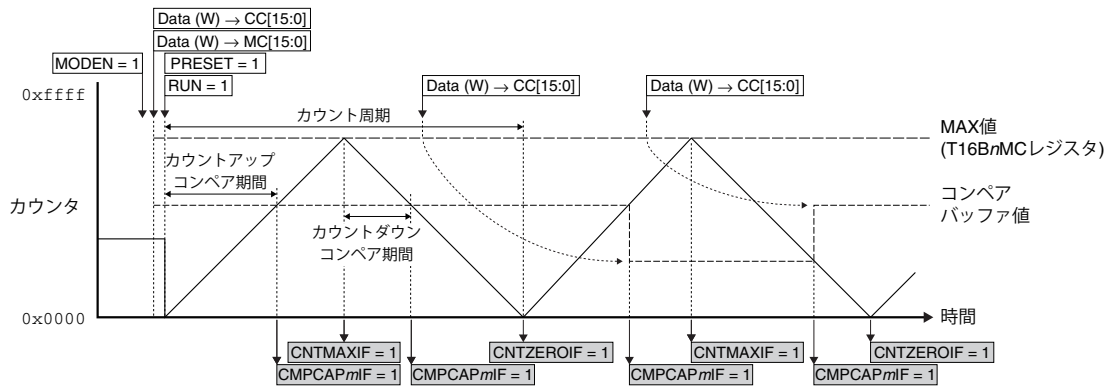 Data (W) → CC[15:0]
Data (W) → MC[15:0]
MODEN = 1
PRESET = 1
RUN = 1
Data (W) → CC[15:0]
Data (W) → CC[15:0]
0xffff
カウント周期
MAX値
(T16BnMCレジスタ)
カウントアップ
コンペア期間
カウンタ
コンペア
バッファ値
カウントダウン
コンペア期間
0x0000
時間
CNTMAXIF = 1
CNTZEROIF = 1
CNTMAXIF = 1
CNTZEROIF = 1
CMPCAPmIF = 1
CMPCAPmIF = 1
CMPCAPmIF = 1
CMPCAPmIF = 1